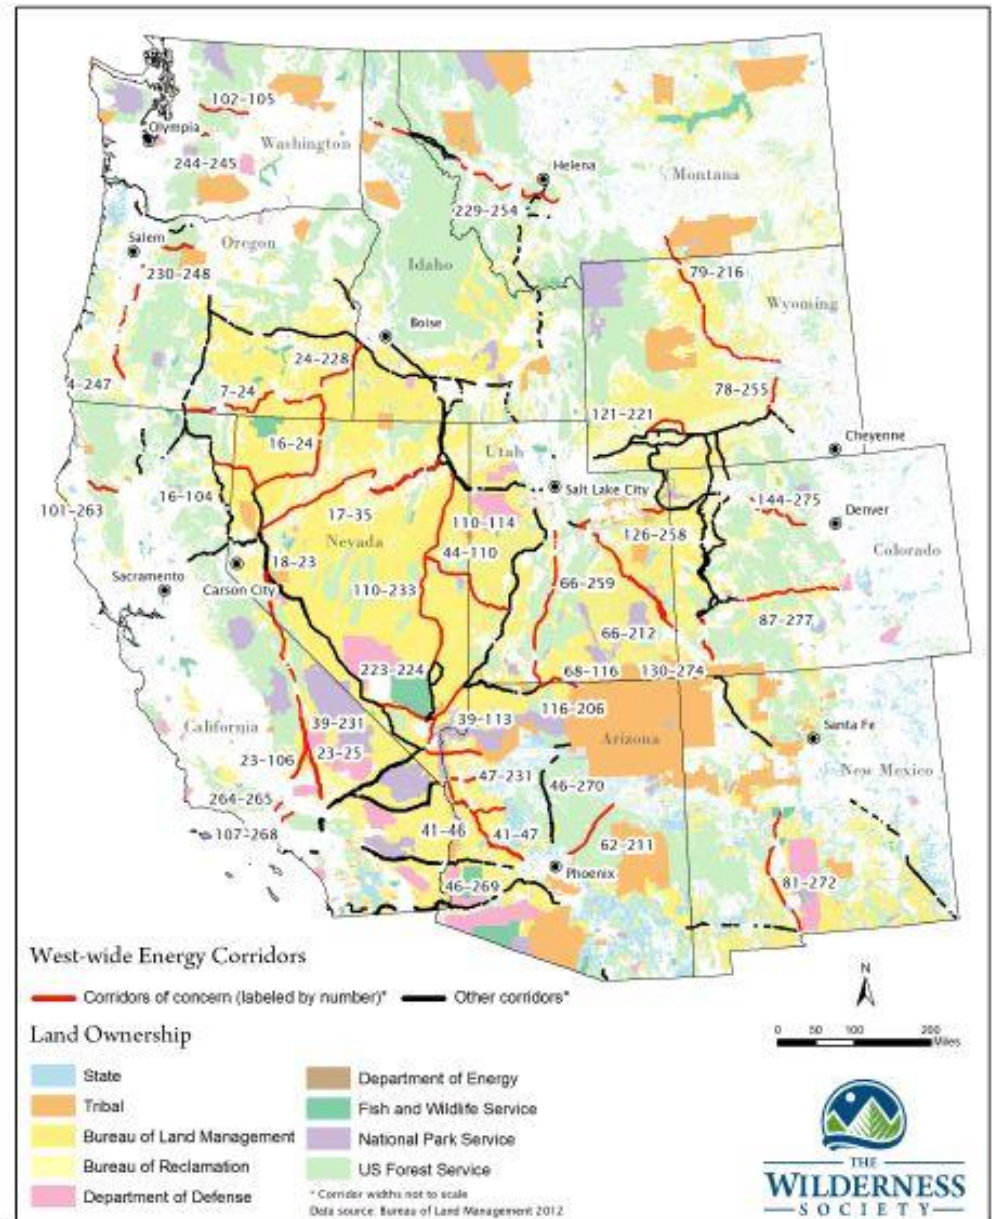 102-105
Olympia
Washington
244-245
Helena
Montana
229-254
Salem
Oregon
230-248
Idaho
79-216
Wyoming
Boise
24-228
4-247
7-24
78-255
121-221
16-24
Utah
Cheyenne
101-263
16-104
Salt Lake City
144-275
17-35
Nevada
110-114
126-258
Denver
44-110
Colorado
18-23
Sacramento
Carson City
110-233
66-259
87-277
66-212
223-224
68-116
130-274
39-231
39-113
116-206
California
Arizona
Santa Fe
23-25
23-106
New Mexico
47-231
46-270
264-265
107-268
41-46
41-47
62-211
Phoenix
46-269
81-272
West-wide Energy Corridors
Corridors of concern (labeled by number)*
Other corridors*
N
0 50 100 200
Miles
Land Ownership
State
Tribal
Bureau of Land Management
Bureau of Reclamation
Department of Defense
Department of Energy
Fish and Wildlife Service
National Park Service
US Forest Service
* Corridor widths not to scale
Data source: Bureau of Land Management 2012
THE
WILDERNESS
SOCIETY